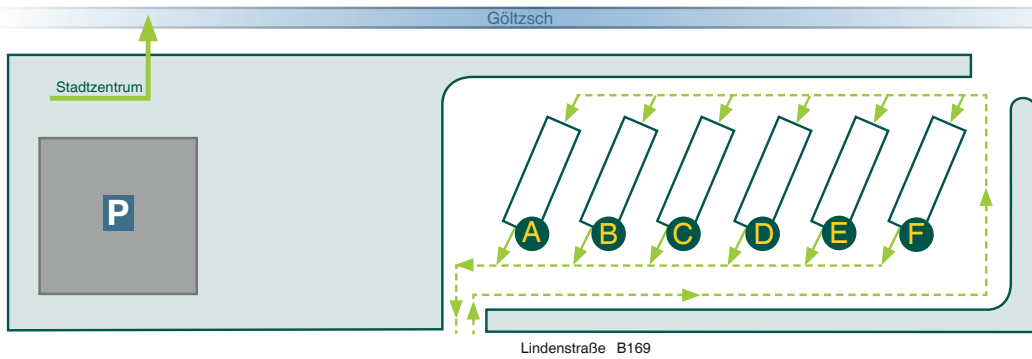 Göltzsch
Stadtzentrum
P
A B C D E F
Lindenstraße B169